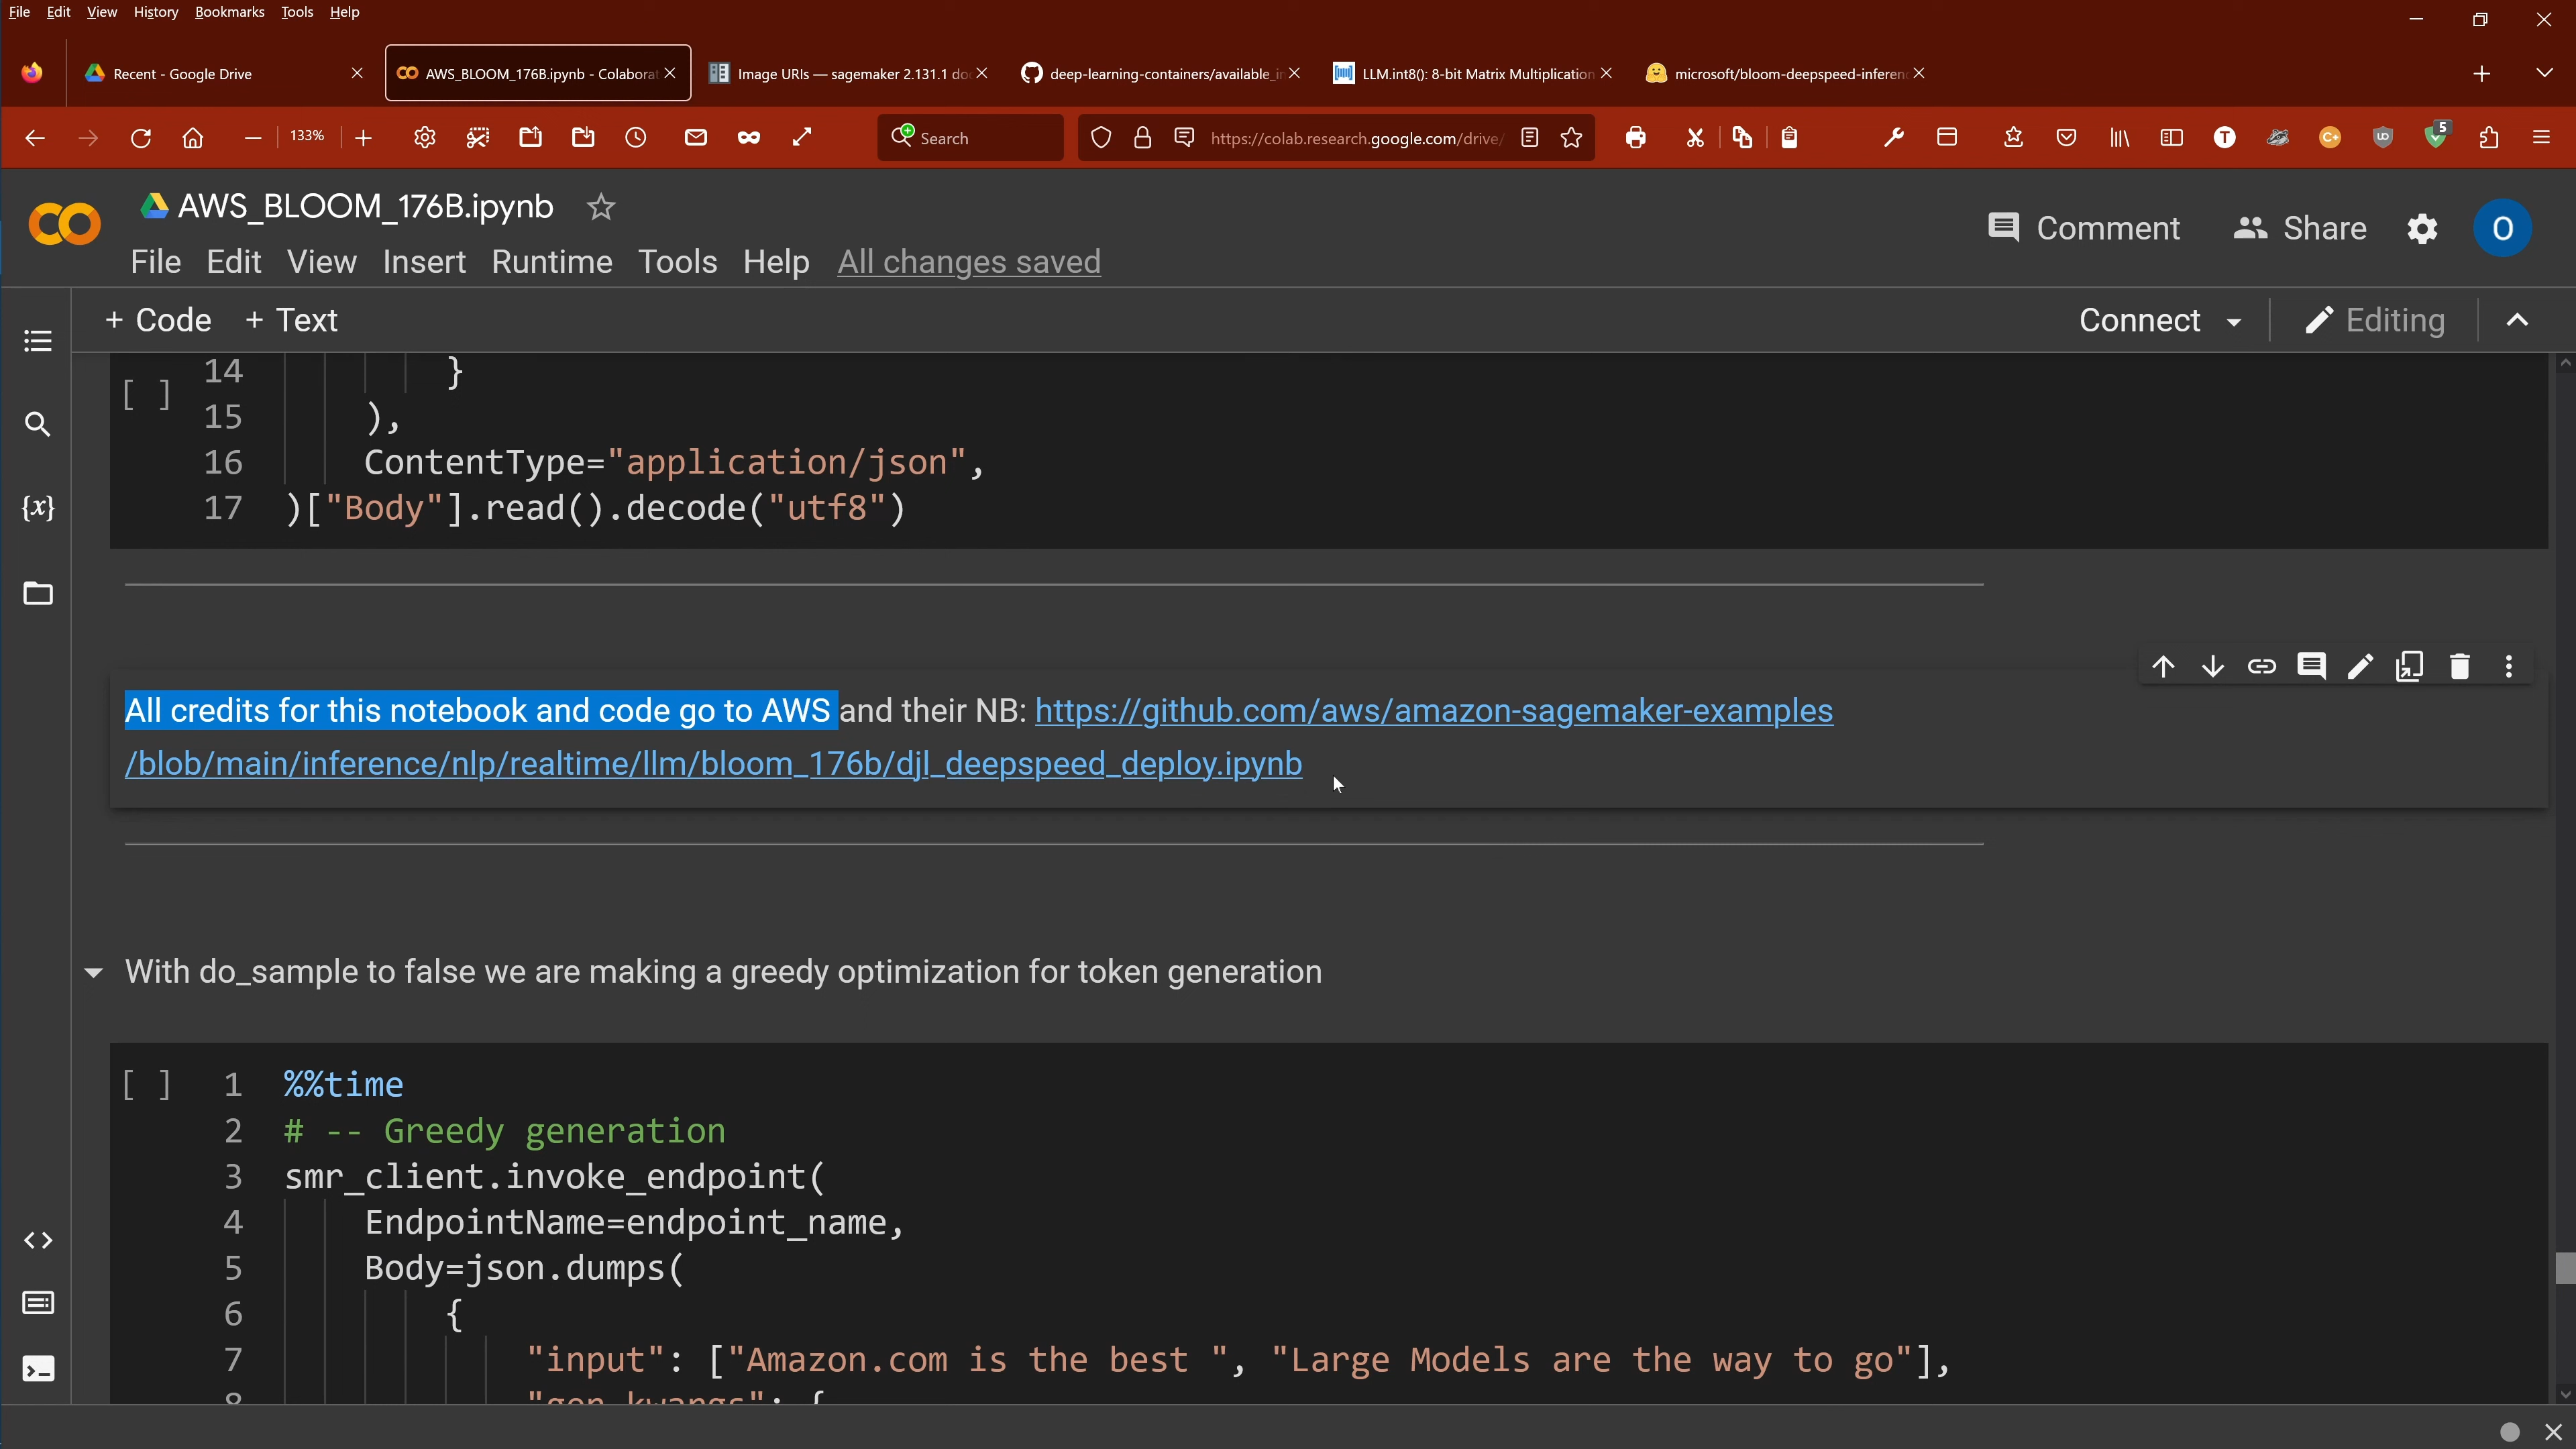 File Edit View History Bookmarks Tools Help
Recent - Google Drive
AWS_BLOOM_176B.ipynb - Colaborat
Image URIs — sagemaker 2.131.1 do
deep-learning-containers/available_i
LLM.int8(): 8-bit Matrix Multiplication
microsoft/bloom-deepspeed-inferen
133%
Search
https://colab.research.google.com/drive/
5
AWS_BLOOM_176B.ipynb
Comment
Share
O
File Edit View Insert Runtime Tools Help All changes saved
+ Code + Text
Connect
Editing
14 }
[ ]
15 ),
16 ContentType="application/json",
17 )["Body"].read().decode("utf8")
{x}
All credits for this notebook and code go to AWS and their NB: https://github.com/aws/amazon-sagemaker-examples
/blob/main/inference/nlp/realtime/llm/bloom_176b/djl_deepspeed_deploy.ipynb
With do_sample to false we are making a greedy optimization for token generation
[ ] 1 %%time
2 # -- Greedy generation
3 smr_client.invoke_endpoint(
4 EndpointName=endpoint_name,
5 Body=json.dumps(
6 {
7 "input": ["Amazon.com is the best ", "Large Models are the way to go"],
8 "gen_kwargs": {